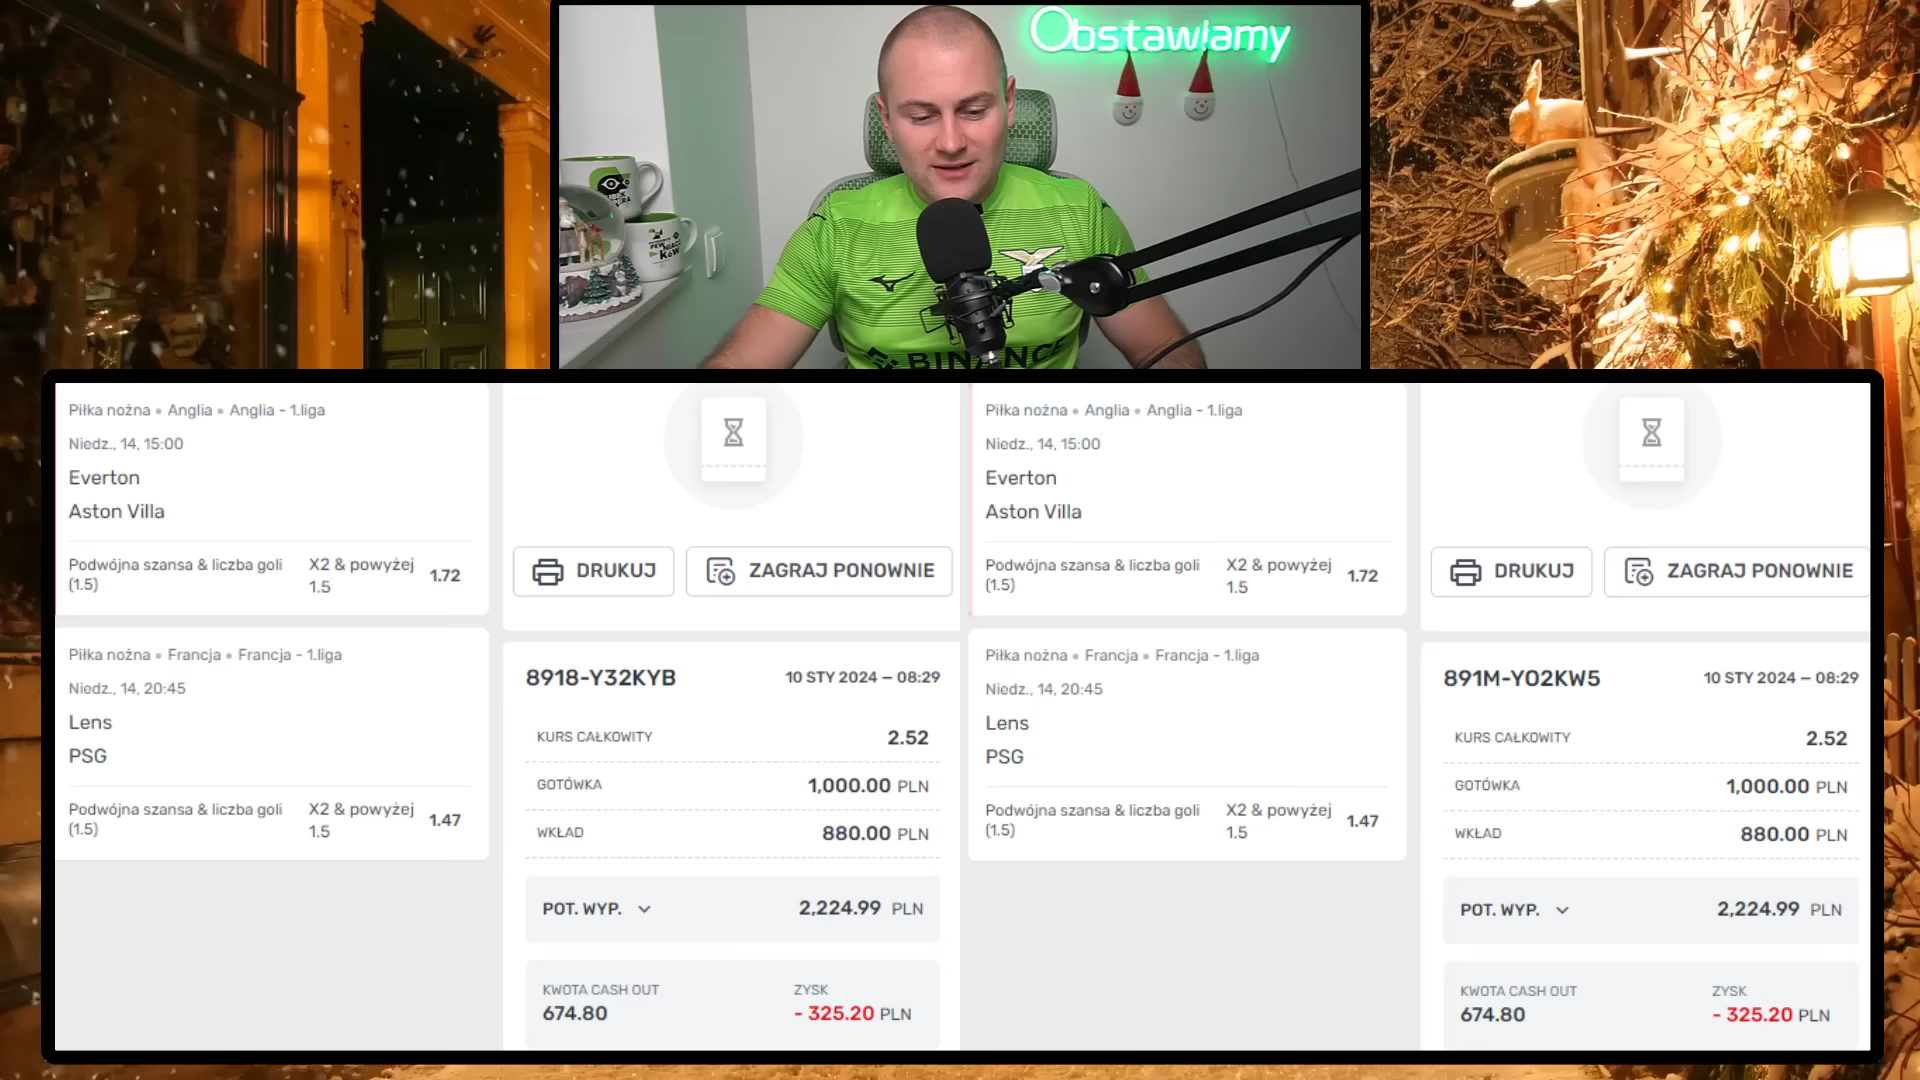 Obstawiamy
BINANCE
Piłka nożna • Anglia • Anglia - 1.liga
Niedz., 14, 15:00
Everton
Aston Villa
Podwójna szansa & liczba goli (1.5)
X2 & powyżej 1.5
1.72
Piłka nożna • Francja • Francja - 1.liga
Niedz., 14, 20:45
Lens
PSG
Podwójna szansa & liczba goli (1.5)
X2 & powyżej 1.5
1.47
DRUKUJ
ZAGRAJ PONOWNIE
8918-Y32KYB
10 STY 2024 – 08:29
KURS CAŁKOWITY 2.52
GOTÓWKA 1,000.00 PLN
WKŁAD 880.00 PLN
POT. WYP. 2,224.99 PLN
KWOTA CASH OUT
674.80
ZYSK
- 325.20 PLN
Piłka nożna • Anglia • Anglia - 1.liga
Niedz., 14, 15:00
Everton
Aston Villa
Podwójna szansa & liczba goli (1.5)
X2 & powyżej 1.5
1.72
Piłka nożna • Francja • Francja - 1.liga
Niedz., 14, 20:45
Lens
PSG
Podwójna szansa & liczba goli (1.5)
X2 & powyżej 1.5
1.47
DRUKUJ
ZAGRAJ PONOWNIE
891M-YO2KW5
10 STY 2024 – 08:29
KURS CAŁKOWITY 2.52
GOTÓWKA 1,000.00 PLN
WKŁAD 880.00 PLN
POT. WYP. 2,224.99 PLN
KWOTA CASH OUT
674.80
ZYSK
- 325.20 PLN